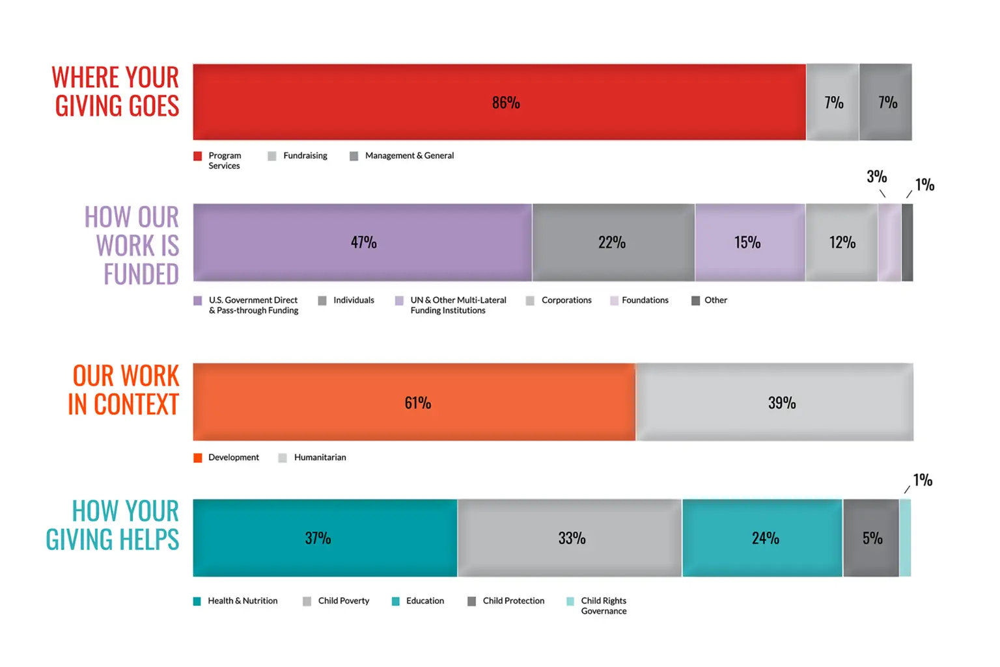 WHERE YOUR
GIVING GOES
86%
7%
7%
Program
Services
Fundraising
Management & General
HOW OUR
WORK IS
FUNDED
47%
22%
15%
12%
3%
1%
U.S. Government Direct
& Pass-through Funding
Individuals
UN & Other Multi-Lateral
Funding Institutions
Corporations
Foundations
Other
OUR WORK
IN CONTEXT
61%
39%
Development
Humanitarian
HOW YOUR
GIVING HELPS
37%
33%
24%
5%
1%
Health & Nutrition
Child Poverty
Education
Child Protection
Child Rights
Governance